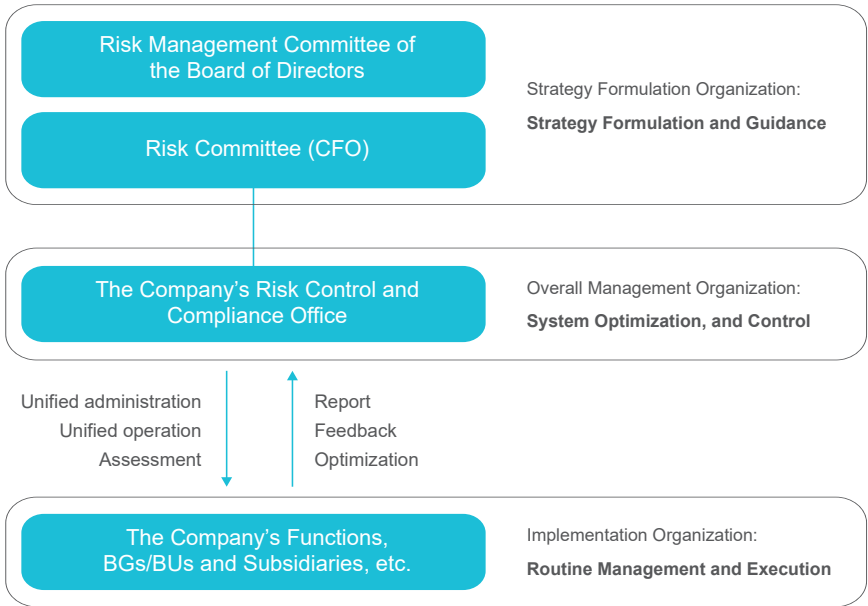 Risk Management Committee of
the Board of Directors
Risk Committee (CFO)
Strategy Formulation Organization:
Strategy Formulation and Guidance
The Company’s Risk Control and
Compliance Office
Overall Management Organization:
System Optimization, and Control
Unified administration
Unified operation
Assessment
Report
Feedback
Optimization
The Company’s Functions,
BGs/BUs and Subsidiaries, etc.
Implementation Organization:
Routine Management and Execution